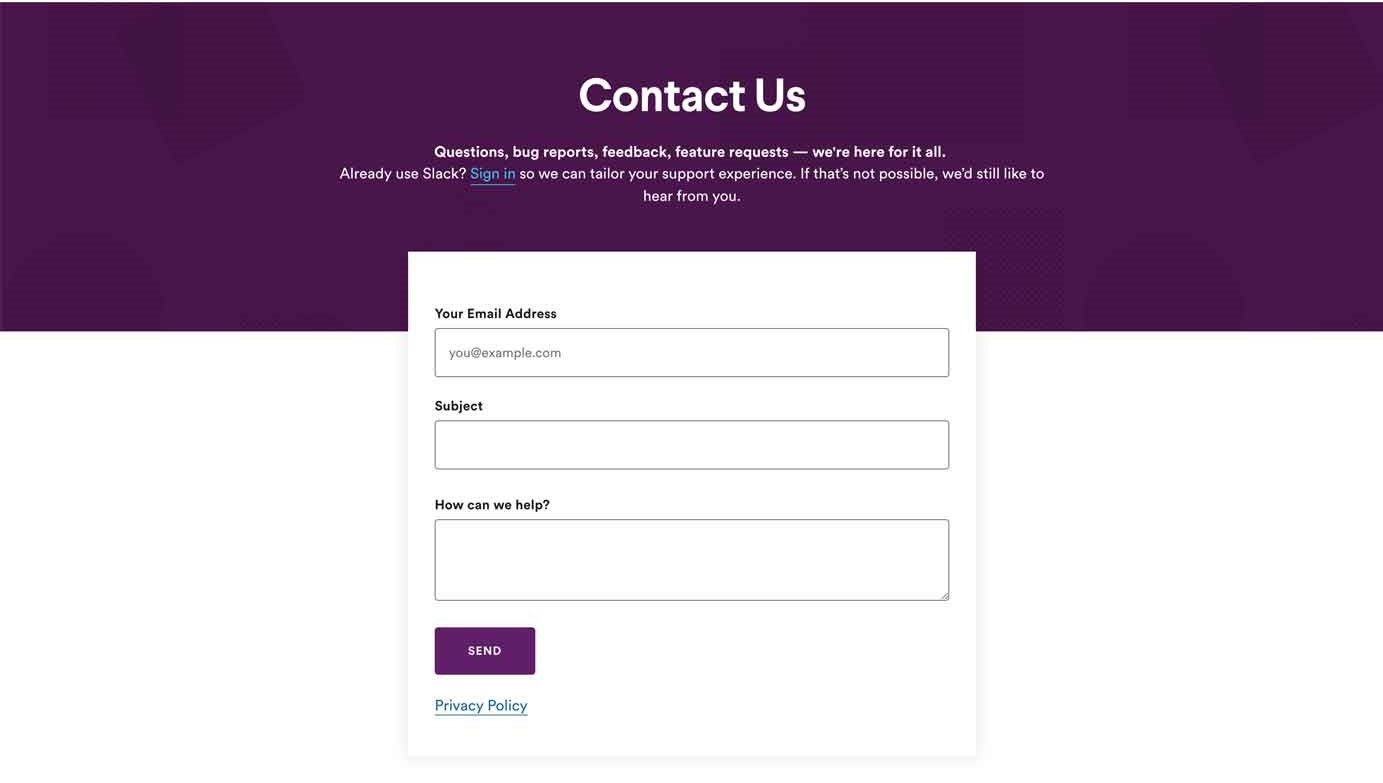 Contact Us
Questions, bug reports, feedback, feature requests — we're here for it all.
Already use Slack? Sign in so we can tailor your support experience. If that’s not possible, we’d still like to
hear from you.
Your Email Address
you@example.com
Subject
How can we help?
SEND
Privacy Policy